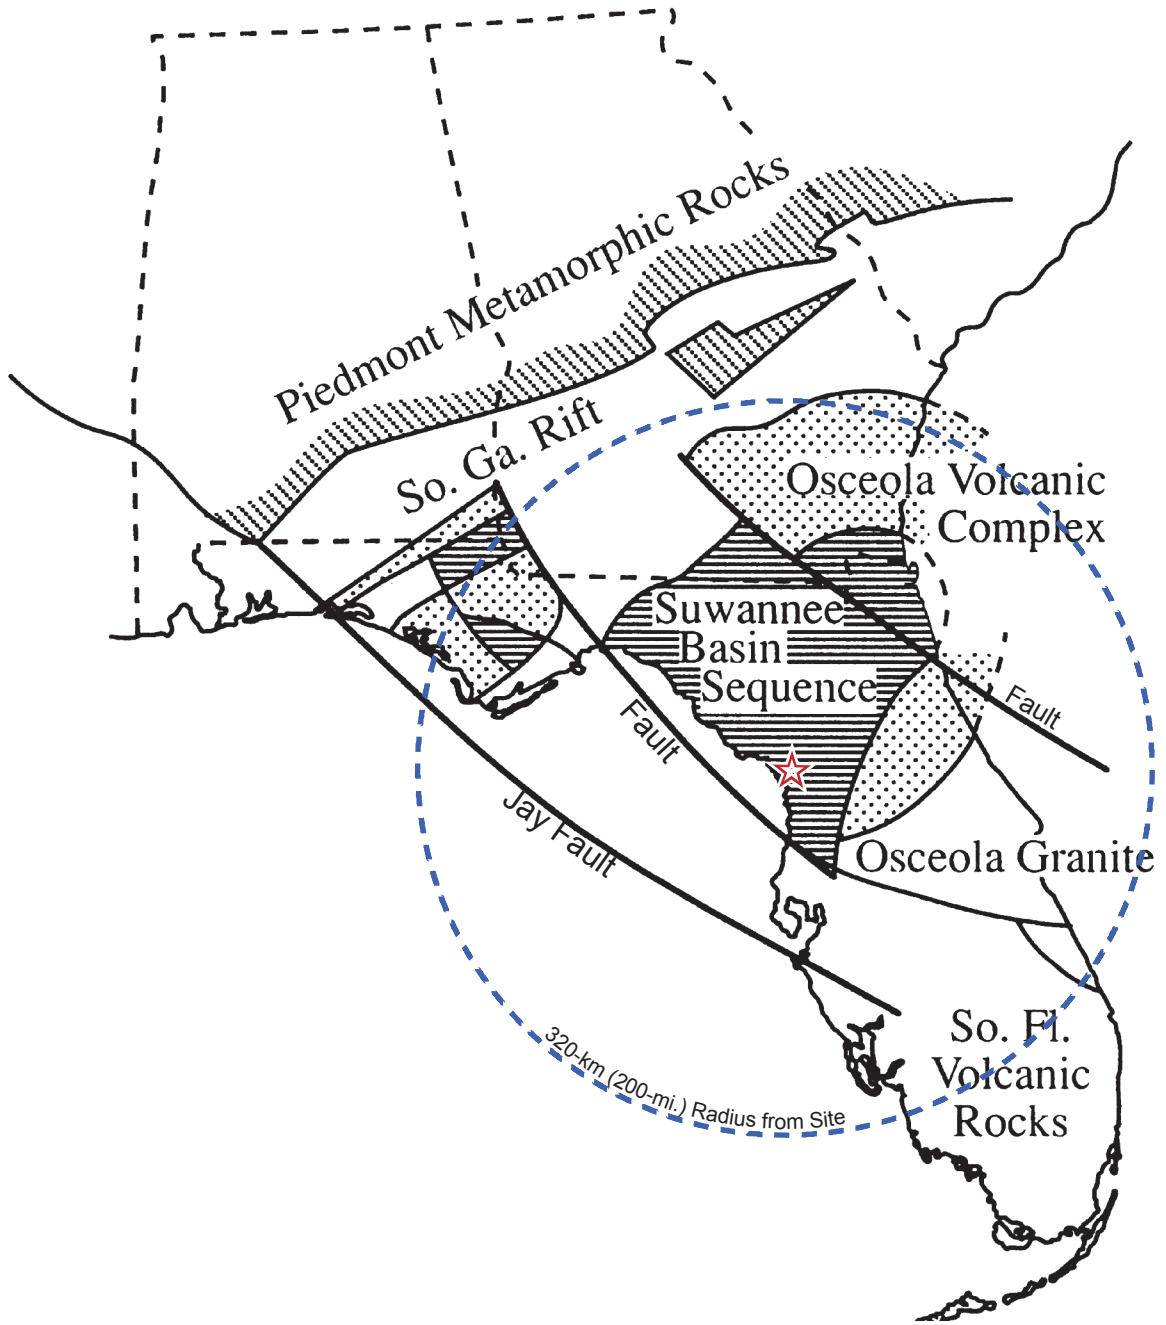 Piedmont Metamorphic Rocks
So. Ga. Rift
Osceola Volcanic
Complex
Suwannee
Basin
Sequence
Fault
Fault
Jay Fault
Osceola Granite
320-km (200-mi.) Radius from Site
So. Fl.
Volcanic
Rocks